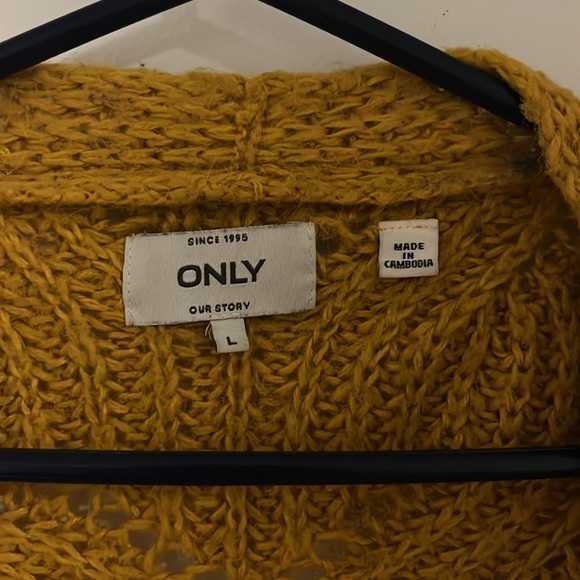 SINCE 1995
ONLY
OUR STORY
L
MADE
IN
CAMBODIA